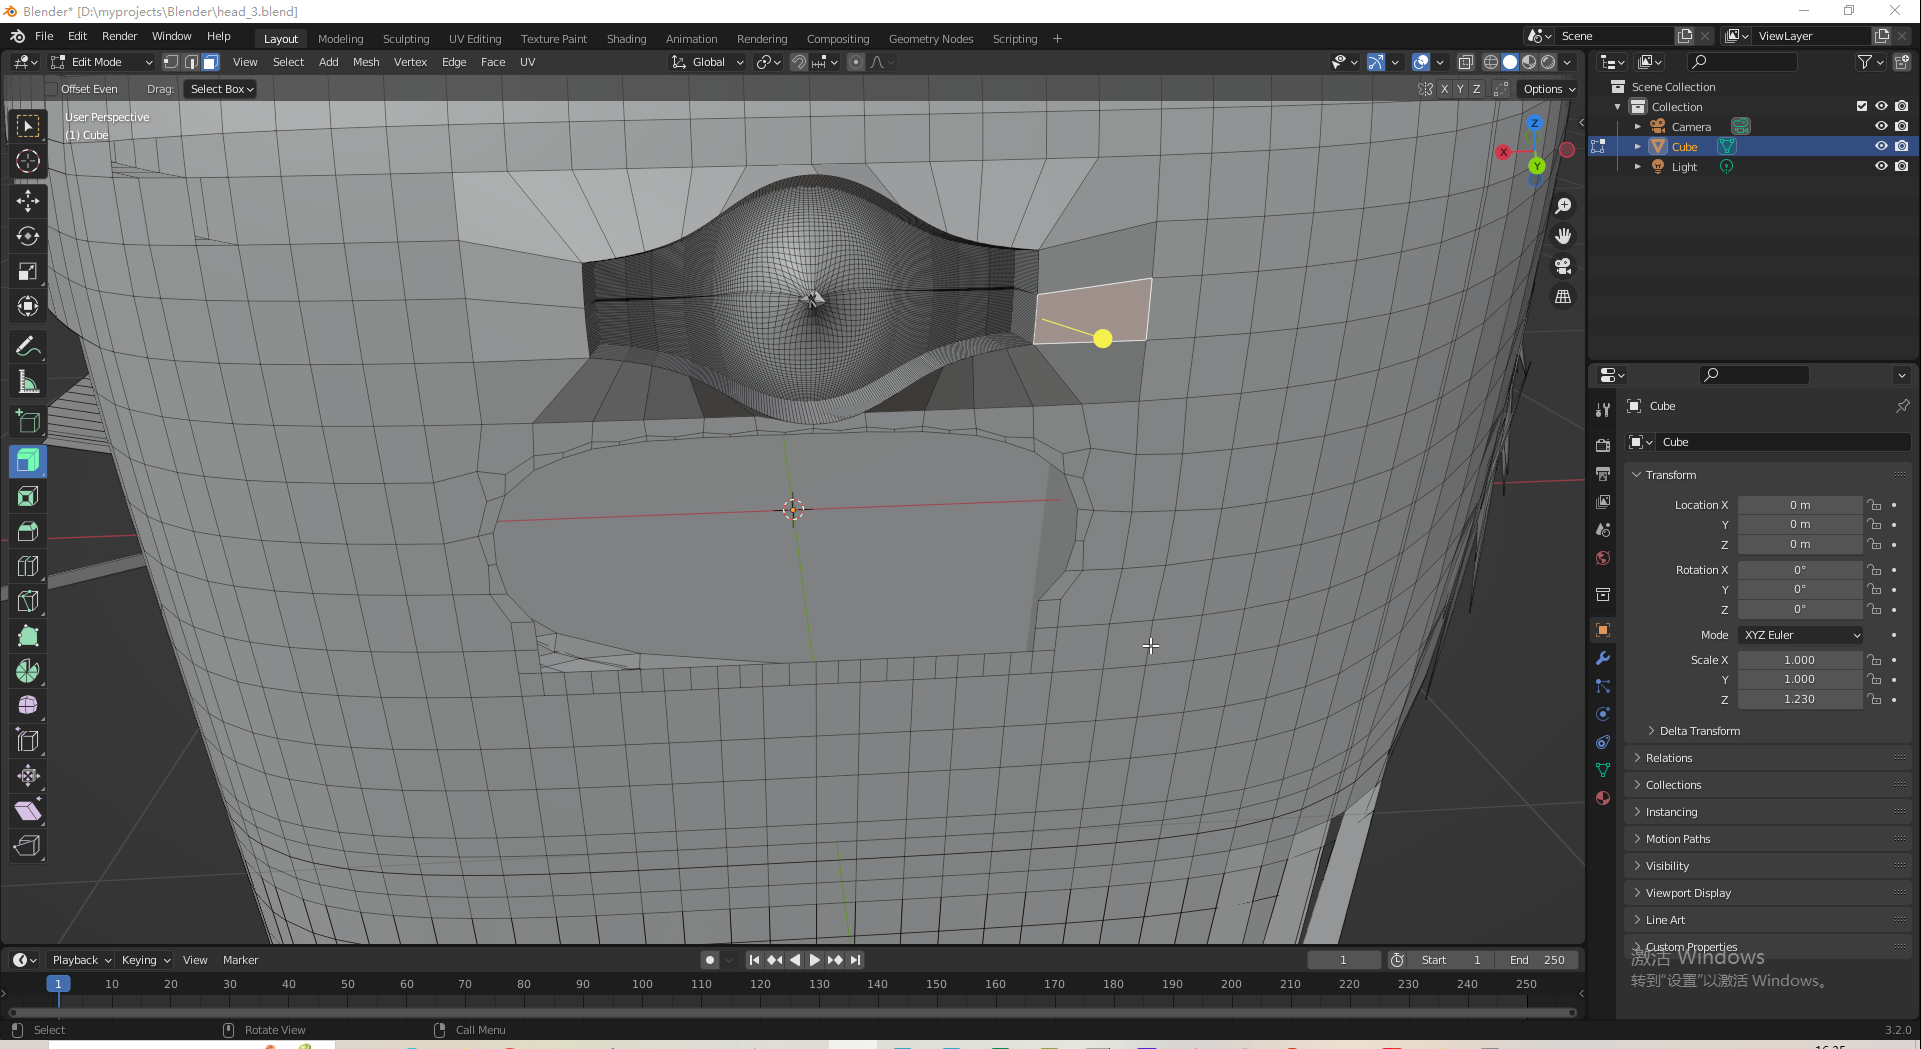 Blender* [D:\myprojects\Blender\head_3.blend]
File Edit Render Window Help Layout Modeling Sculpting UV Editing Texture Paint Shading Animation Rendering Compositing Geometry Nodes Scripting + Scene ViewLayer
Edit Mode View Select Add Mesh Vertex Edge Face UV Global
Offset Even Drag: Select Box X Y Z Options
User Perspective
(1) Cube
Z
X
Y
Scene Collection
Collection
Camera
Cube
Light
Cube
Cube
Transform
Location X 0 m
Y 0 m
Z 0 m
Rotation X 0°
Y 0°
Z 0°
Mode XYZ Euler
Scale X 1.000
Y 1.000
Z 1.230
Delta Transform
Relations
Collections
Instancing
Motion Paths
Visibility
Viewport Display
Line Art
Custom Properties
激活 Windows
转到“设置”以激活 Windows。
Playback Keying View Marker 1 Start 1 End 250
1 10 20 30 40 50 60 70 80 90 100 110 120 130 140 150 160 170 180 190 200 210 220 230 240 250
Select Rotate View Call Menu 3.2.0